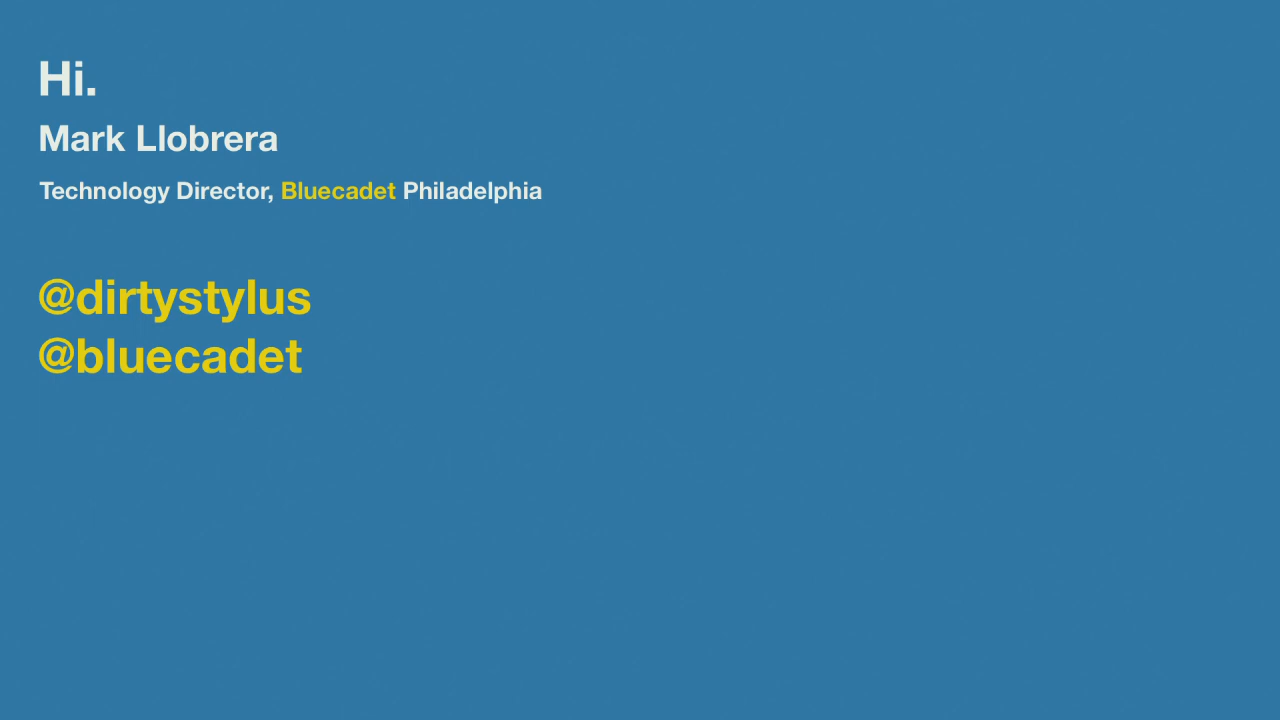 Hi.
Mark Llobrera
Technology Director, Bluecadet Philadelphia
@dirtystylus
@bluecadet